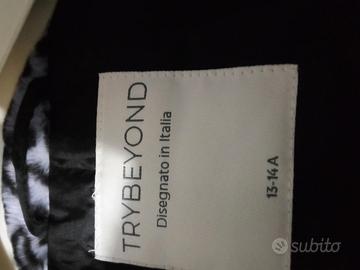 TRYBEYOND
Disegnato in Italia
13-14 A
subito